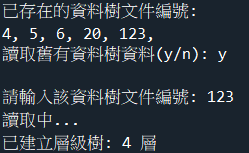 已存在的資料樹文件編號:
4, 5, 6, 20, 123,
讀取舊有樹資料(y/n): y
請輸入該資料樹文件編號: 123
讀取中...
已建立層級樹: 4 層